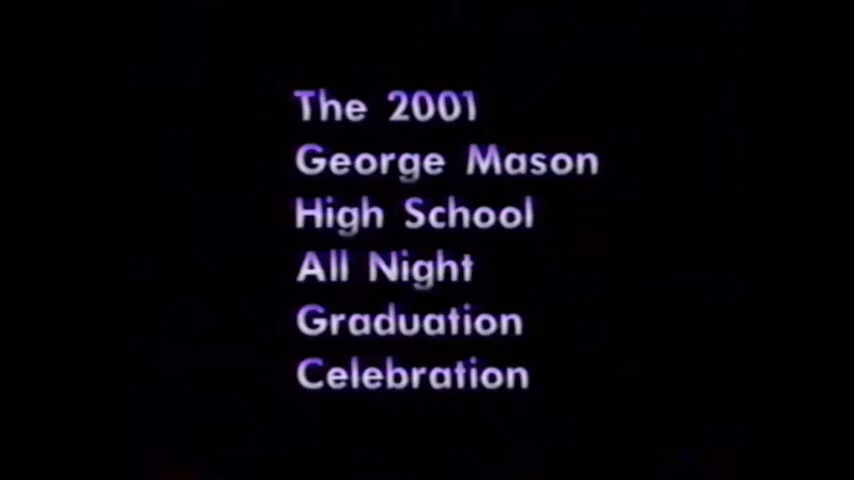 The 2001
George Mason
High School
All Night
Graduation
Celebration